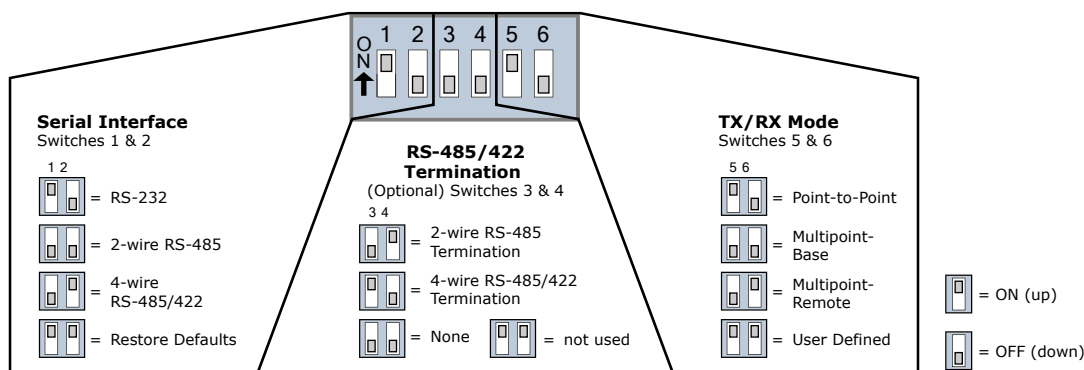 ON
1 2 3 4 5 6
Serial Interface
Switches 1 & 2
1 2
= RS-232
= 2-wire RS-485
= 4-wire
RS-485/422
= Restore Defaults
RS-485/422
Termination
(Optional) Switches 3 & 4
3 4
= 2-wire RS-485
Termination
= 4-wire RS-485/422
Termination
= None
= not used
TX/RX Mode
Switches 5 & 6
5 6
= Point-to-Point
= Multipoint-
Base
= Multipoint-
Remote
= User Defined
= ON (up)
= OFF (down)